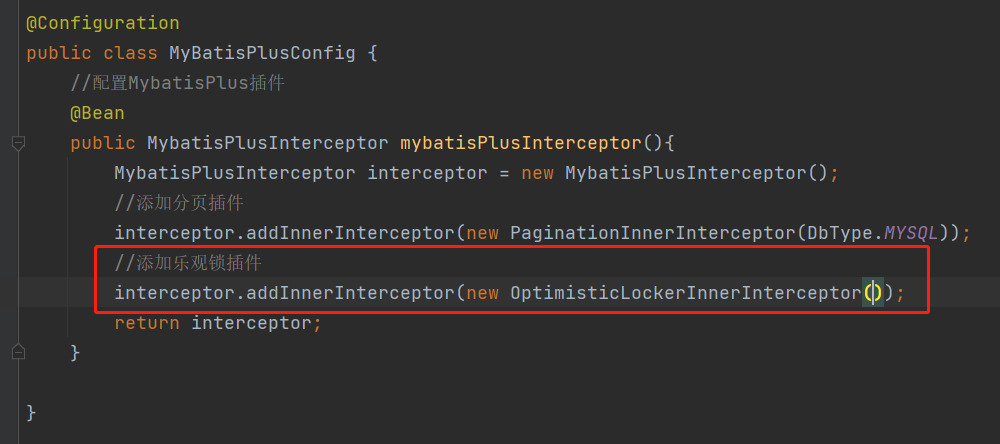 @Configuration
public class MyBatisPlusConfig {
//配置MybatisPlus插件
@Bean
public MybatisPlusInterceptor mybatisPlusInterceptor(){
MybatisPlusInterceptor interceptor = new MybatisPlusInterceptor();
//添加分页插件
interceptor.addInnerInterceptor(new PaginationInnerInterceptor(DbType.MYSQL));
//添加乐观锁插件
interceptor.addInnerInterceptor(new OptimisticLockerInnerInterceptor());
return interceptor;
}
}